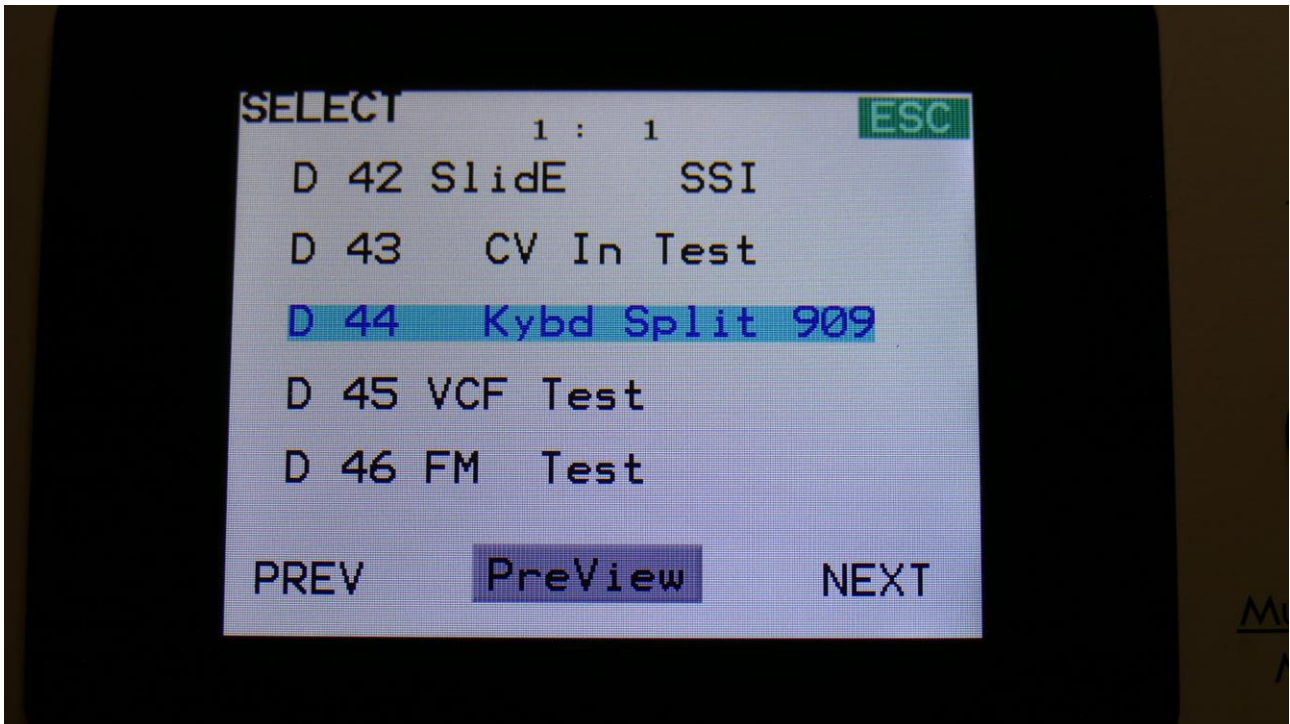 SELECT 1 : 1 ESC
D 42 SlidE SSI
D 43 CV In Test
D 44 Kybd Split 909
D 45 VCF Test
D 46 FM Test
PREV PreView NEXT